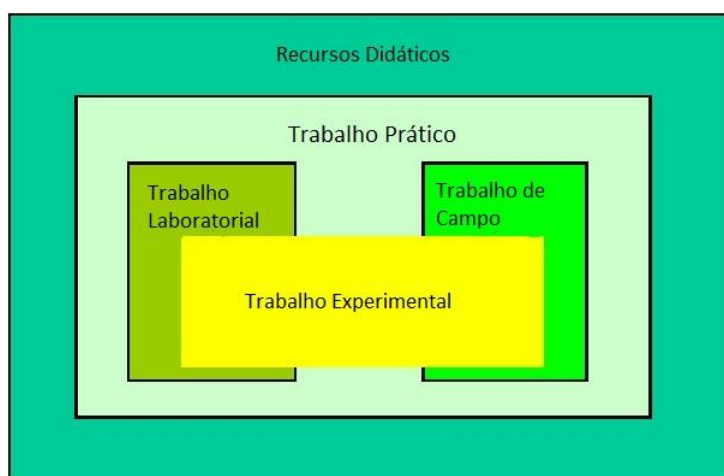 Recursos Didáticos
Trabalho Prático
Trabalho
Laboratorial
Trabalho de
Campo
Trabalho Experimental